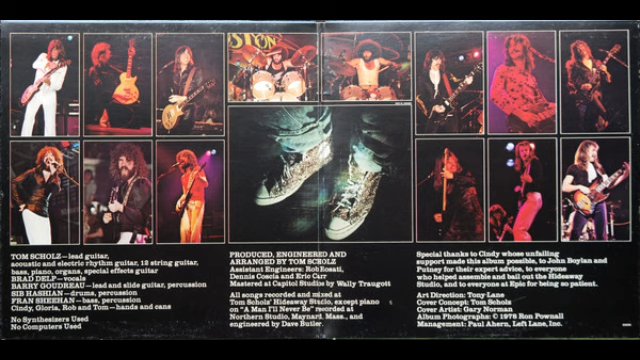 STON
TOM SCHOLZ—lead guitar,
acoustic and electric rhythm guitar, 12 string guitar,
bass, piano, organs, special effects guitar
BRAD DELP—vocals
BARRY GOUDREAU—lead and slide guitar, percussion
SIB HASHIAN—drums, percussion
FRAN SHEEHAN—bass, percussion
Cindy, Gloria, Rob and Tom—hands and cans
No Synthesizers Used
No Computers Used
PRODUCED, ENGINEERED AND
ARRANGED BY TOM SCHOLZ
Assistant Engineers: Rob Rosati,
Dennis Coscia and Eric Curr
Mastered at Capitol Studios by Wally Traugott
All songs recorded and mixed at
Tom Scholz' Hideaway Studio, except piano
on "A Man I'll Never Be" recorded at
Northern Studio, Maynard, Mass., and
engineered by Dave Butler.
Special thanks to Cindy whose unfailing
support made this album possible, to John Boylan and
Putney for their expert advice, to everyone
who helped assemble and bail out the Hideaway
Studio, and to everyone at Epic for being so patient.
Art Direction: Tony Lane
Cover Concept: Tom Scholz
Cover Artist: Gary Norman
Album Photographs: © 1978 Ron Pownall
Management: Paul Ahern, Left Lane, Inc.